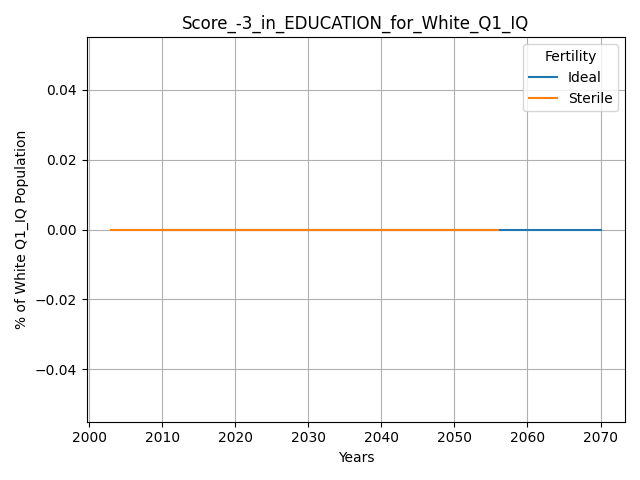 Score_-3_in_EDUCATION_for_White_Q1_IQ
Fertility
Ideal
Sterile
% of White Q1_IQ Population
0.04
0.02
0.00
−0.02
−0.04
2000 2010 2020 2030 2040 2050 2060 2070
Years